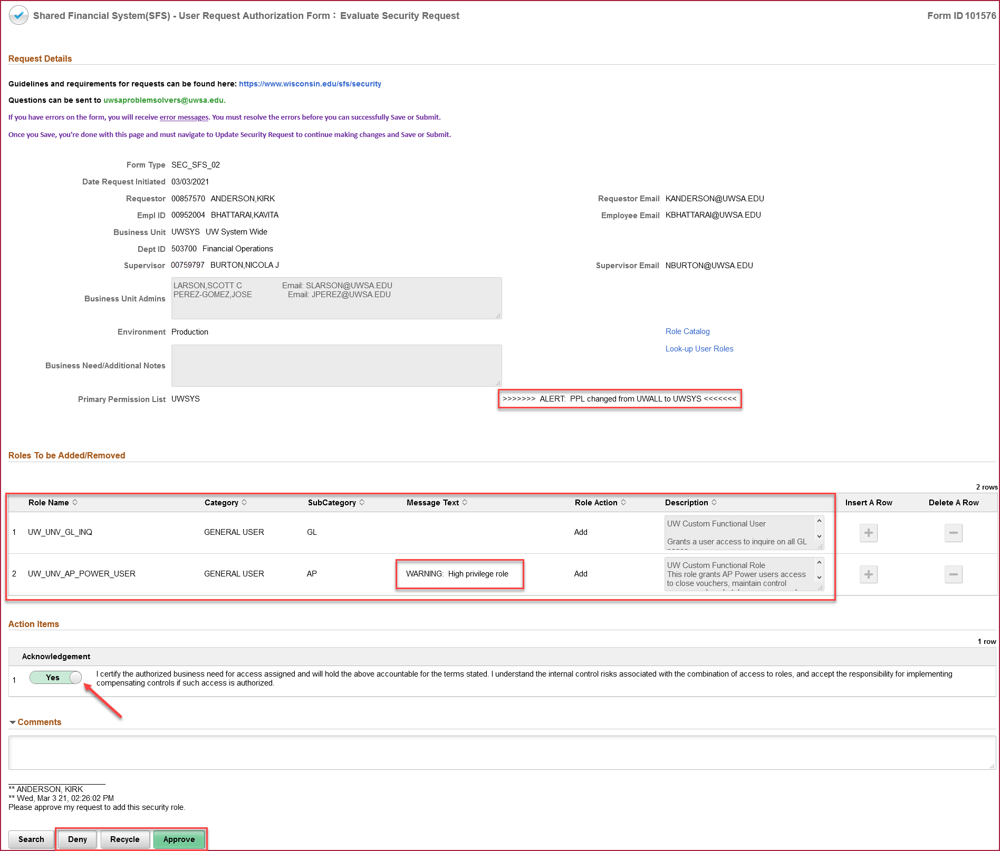 Shared Financial System(SFS) - User Request Authorization Form : Evaluate Security Request
Form ID 101576
Request Details
Guidelines and requirements for requests can be found here: https://www.wisconsin.edu/sfs/security
Questions can be sent to uwsaproblemsolvers@uwsa.edu.
If you have errors on the form, you will receive error messages. You must resolve the errors before you can successfully Save or Submit.
Once you Save, you're done with this page and must navigate to Update Security Request to continue making changes and Save or Submit.
Form Type SEC_SFS_02
Date Request Initiated 03/03/2021
Requestor 00857570 ANDERSON,KIRK Requestor Email KANDERSON@UWSA.EDU
Empl ID 00952004 BHATTARAI,KAVITA Employee Email KBHATTARAI@UWSA.EDU
Business Unit UWSYS UW System Wide
Dept ID 503700 Financial Operations
Supervisor 00759797 BURTON,NICOLA J Supervisor Email NBURTON@UWSA.EDU
LARSON,SCOTT C Email: SLARSON@UWSA.EDU
PEREZ-GOMEZ,JOSE Email: JPEREZ@UWSA.EDU
Business Unit Admins
Environment Production Role Catalog
Look-up User Roles
Business Need/Additional Notes
Primary Permission List UWSYS >>>>>>> ALERT: PPL changed from UWALL to UWSYS <<<<<<<
Roles To be Added/Removed
2 rows
Role Name Category SubCategory Message Text Role Action Description Insert A Row Delete A Row
1 UW_UNV_GL_INQ GENERAL USER GL Add
UW Custom Functional User
Grants a user access to inquire on all GL
2 UW_UNV_AP_POWER_USER GENERAL USER AP WARNING: High privilege role Add
UW Custom Functional Role
This role grants AP Power users access
to close vouchers, maintain control
Action Items
1 row
Acknowledgement
1 Yes
I certify the authorized business need for access assigned and will hold the above accountable for the terms stated. I understand the internal control risks associated with the combination of access to roles, and accept the responsibility for implementing
compensating controls if such access is authorized.
Comments
** ANDERSON, KIRK
** Wed, Mar 3 21, 02:26:02 PM
Please approve my request to add this security role.
Search Deny Recycle Approve